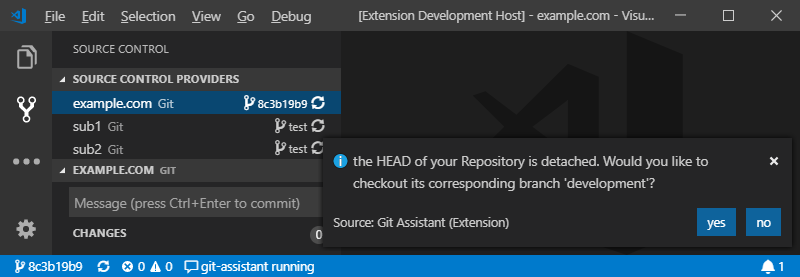 File Edit Selection View Go Debug [Extension Development Host] - example.com - Visu...
SOURCE CONTROL
SOURCE CONTROL PROVIDERS
example.com Git 8c3b19b9
sub1 Git test
sub2 Git test
EXAMPLE.COM GIT
Message (press Ctrl+Enter to commit)
CHANGES 0
the HEAD of your Repository is detached. Would you like to
checkout its corresponding branch 'development'?
Source: Git Assistant (Extension) yes no
8c3b19b9 0 0 git-assistant running 1